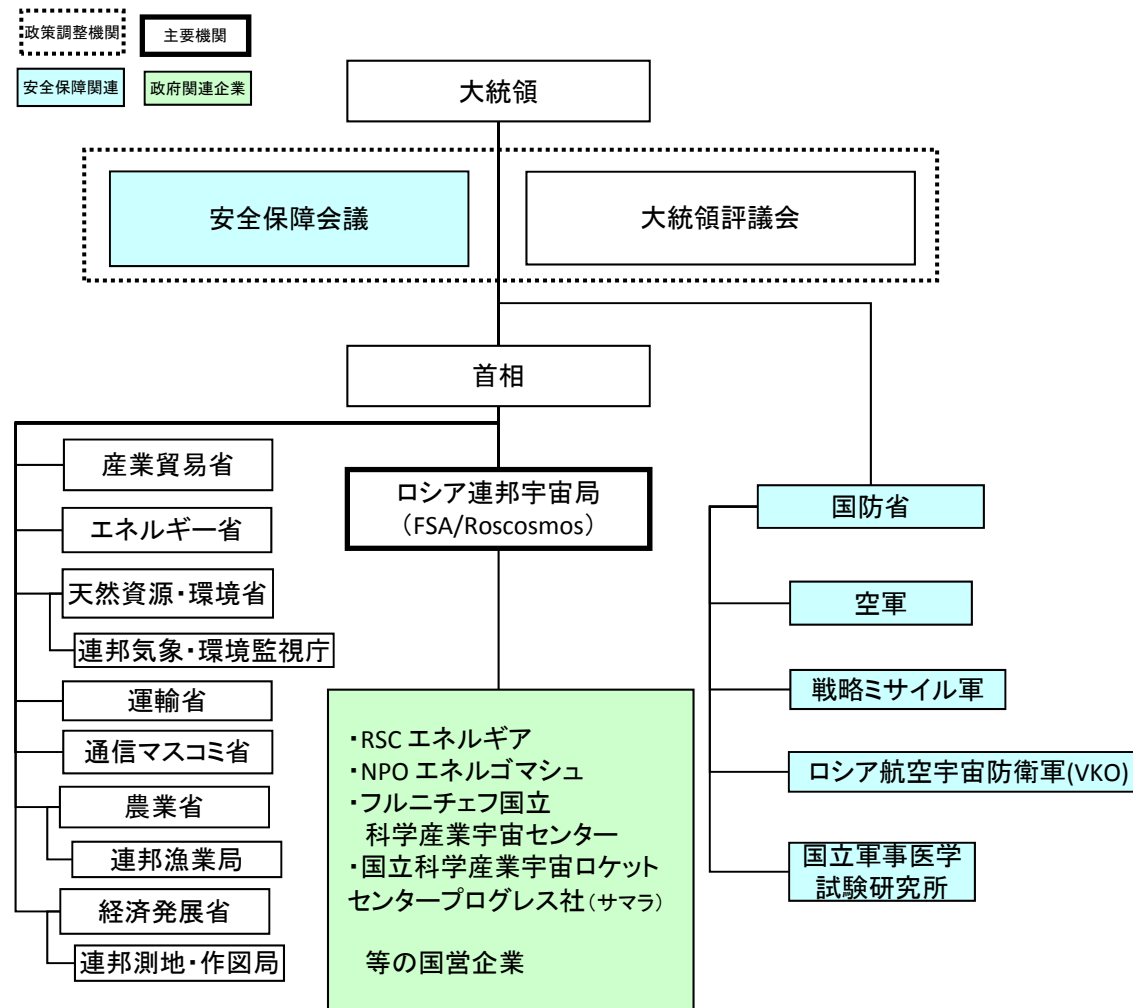 政策調整機関
主要機関
安全保障関連
政府関連企業
大統領
安全保障会議
大統領評議会
首相
産業貿易省
エネルギー省
天然資源・環境省
連邦気象・環境監視庁
運輸省
通信マスコミ省
農業省
連邦漁業局
経済発展省
連邦測地・作図局
ロシア連邦宇宙局
（FSA/Roscosmos）
・RSC エネルギア
・NPO エネルゴマシュ
・フルニチェフ国立
科学産業宇宙センター
・国立科学産業宇宙ロケット
センタープログレス社（サマラ）
等の国営企業
国防省
空軍
戦略ミサイル軍
ロシア航空宇宙防衛軍(VKO)
国立軍事医学
試験研究所